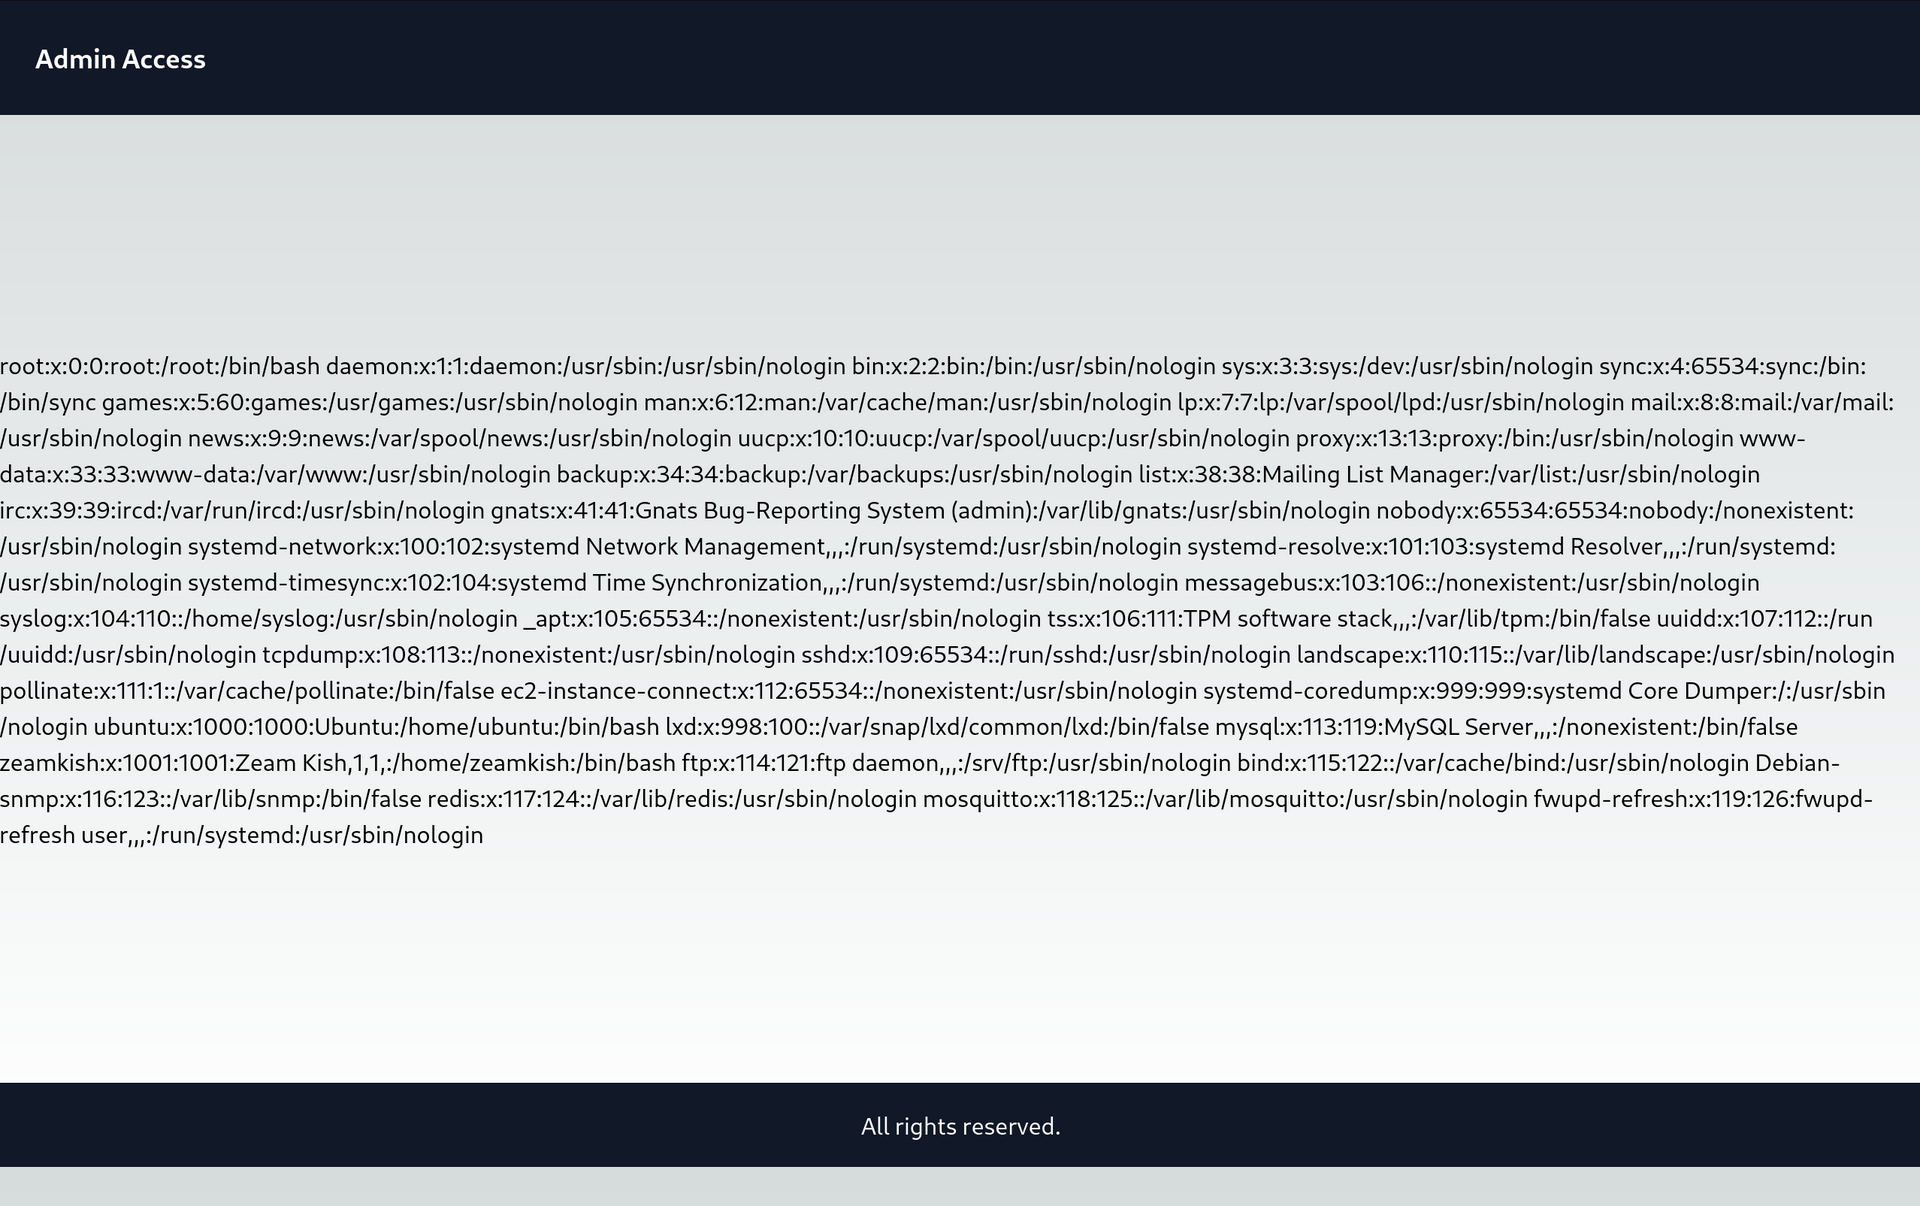 Admin Access
root:x:0:0:root:/root:/bin/bash daemon:x:1:1:daemon:/usr/sbin:/usr/sbin/nologin bin:x:2:2:bin:/bin:/usr/sbin/nologin sys:x:3:3:sys:/dev:/usr/sbin/nologin sync:x:4:65534:sync:/bin:
/bin/sync games:x:5:60:games:/usr/games:/usr/sbin/nologin man:x:6:12:man:/var/cache/man:/usr/sbin/nologin lp:x:7:7:lp:/var/spool/lpd:/usr/sbin/nologin mail:x:8:8:mail:/var/mail:
/usr/sbin/nologin news:x:9:9:news:/var/spool/news:/usr/sbin/nologin uucp:x:10:10:uucp:/var/spool/uucp:/usr/sbin/nologin proxy:x:13:13:proxy:/bin:/usr/sbin/nologin www-
data:x:33:33:www-data:/var/www:/usr/sbin/nologin backup:x:34:34:backup:/var/backups:/usr/sbin/nologin list:x:38:38:Mailing List Manager:/var/list:/usr/sbin/nologin
irc:x:39:39:ircd:/var/run/ircd:/usr/sbin/nologin gnats:x:41:41:Gnats Bug-Reporting System (admin):/var/lib/gnats:/usr/sbin/nologin nobody:x:65534:65534:nobody:/nonexistent:
/usr/sbin/nologin systemd-network:x:100:102:systemd Network Management,,,:/run/systemd:/usr/sbin/nologin systemd-resolve:x:101:103:systemd Resolver,,,:/run/systemd:
/usr/sbin/nologin systemd-timesync:x:102:104:systemd Time Synchronization,,,:/run/systemd:/usr/sbin/nologin messagebus:x:103:106::/nonexistent:/usr/sbin/nologin
syslog:x:104:110::/home/syslog:/usr/sbin/nologin _apt:x:105:65534::/nonexistent:/usr/sbin/nologin tss:x:106:111:TPM software stack,,,:/var/lib/tpm:/bin/false uuidd:x:107:112::/run
/uuidd:/usr/sbin/nologin tcpdump:x:108:113::/nonexistent:/usr/sbin/nologin sshd:x:109:65534::/run/sshd:/usr/sbin/nologin landscape:x:110:115::/var/lib/landscape:/usr/sbin/nologin
pollinate:x:111:1::/var/cache/pollinate:/bin/false ec2-instance-connect:x:112:65534::/nonexistent:/usr/sbin/nologin systemd-coredump:x:999:999:systemd Core Dumper:/:/usr/sbin
/nologin ubuntu:x:1000:1000:Ubuntu:/home/ubuntu:/bin/bash lxd:x:998:100::/var/snap/lxd/common/lxd:/bin/false mysql:x:113:119:MySQL Server,,,:/nonexistent:/bin/false
zeamkish:x:1001:1001:Zeam Kish,1,1,:/home/zeamkish:/bin/bash ftp:x:114:121:ftp daemon,,,:/srv/ftp:/usr/sbin/nologin bind:x:115:122::/var/cache/bind:/usr/sbin/nologin Debian-
snmp:x:116:123::/var/lib/snmp:/bin/false redis:x:117:124::/var/lib/redis:/usr/sbin/nologin mosquitto:x:118:125::/var/lib/mosquitto:/usr/sbin/nologin fwupd-refresh:x:119:126:fwupd-
refresh user,,,:/run/systemd:/usr/sbin/nologin
All rights reserved.